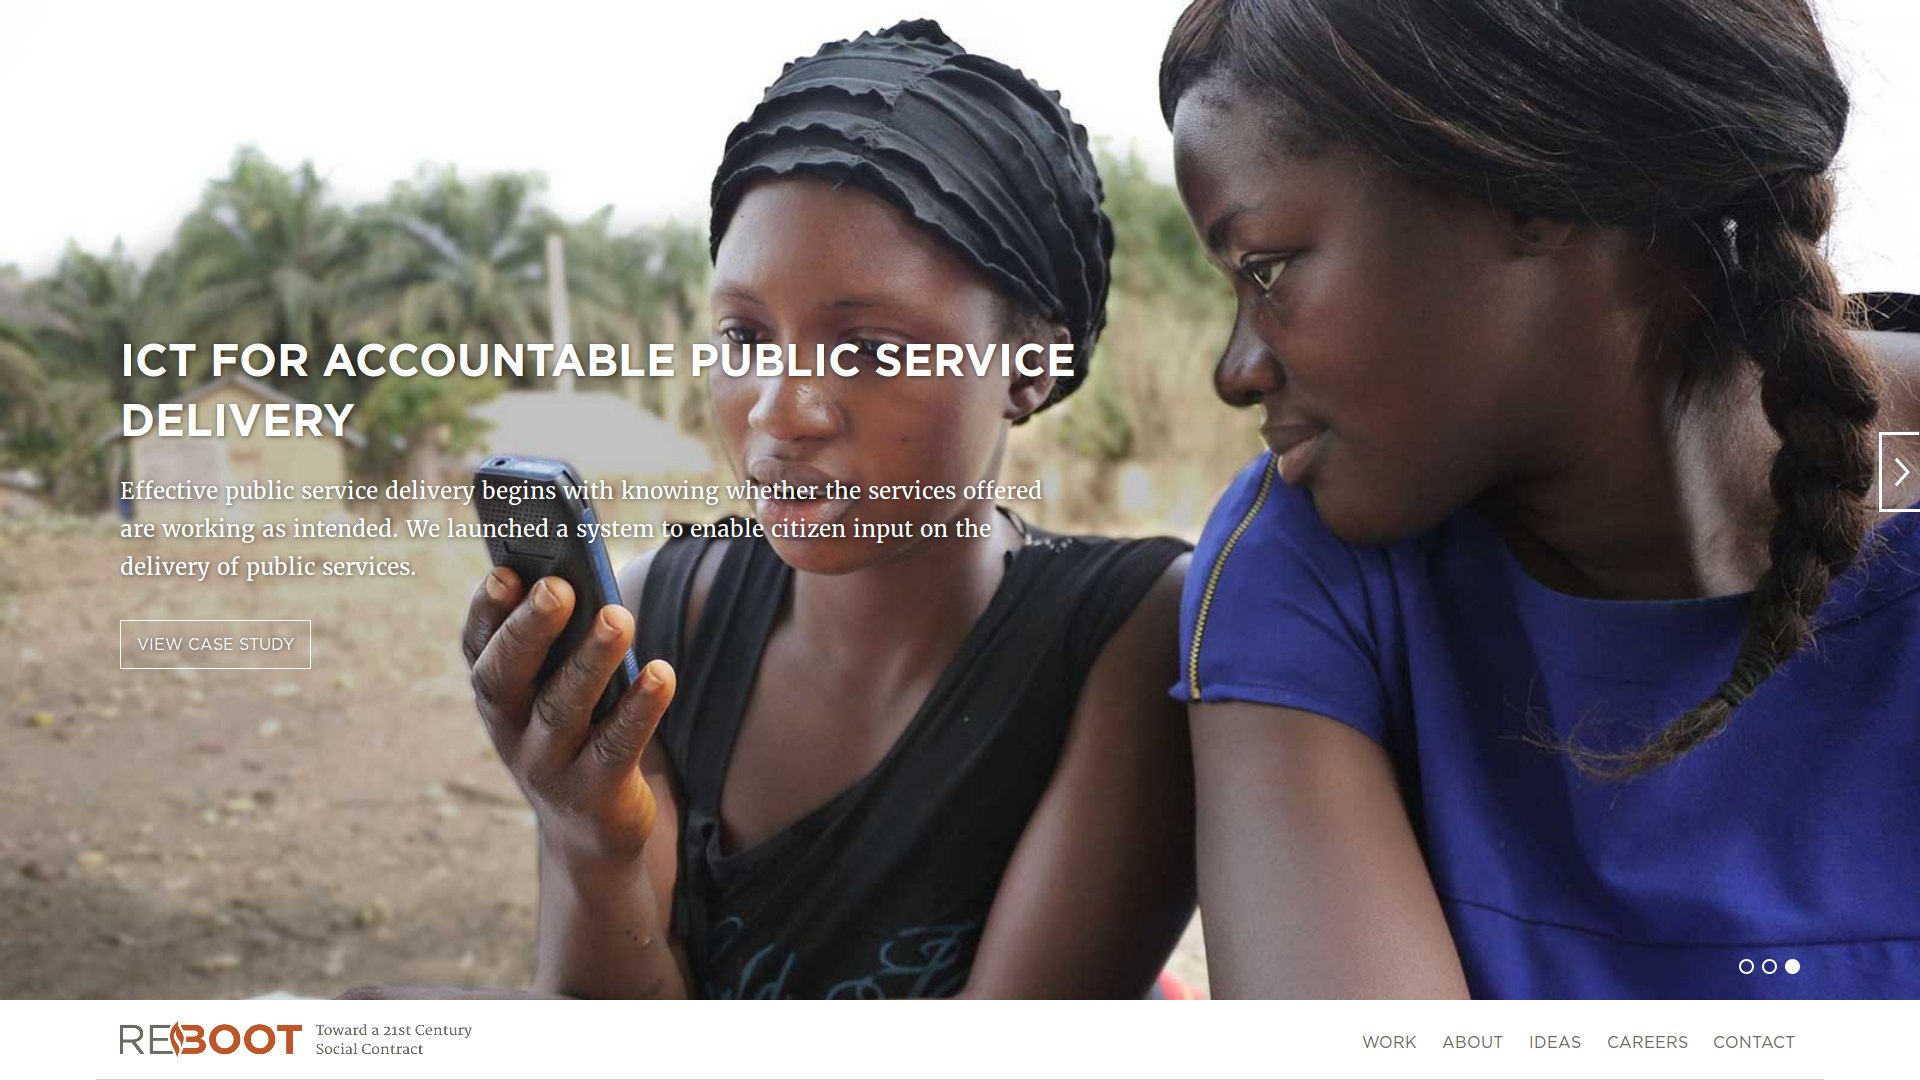 ICT FOR ACCOUNTABLE PUBLIC SERVICE
DELIVERY
Effective public service delivery begins with knowing whether the services offered
are working as intended. We launched a system to enable citizen input on the
delivery of public services.
VIEW CASE STUDY
REBOOT
Toward a 21st Century
Social Contract
WORK ABOUT IDEAS CAREERS CONTACT